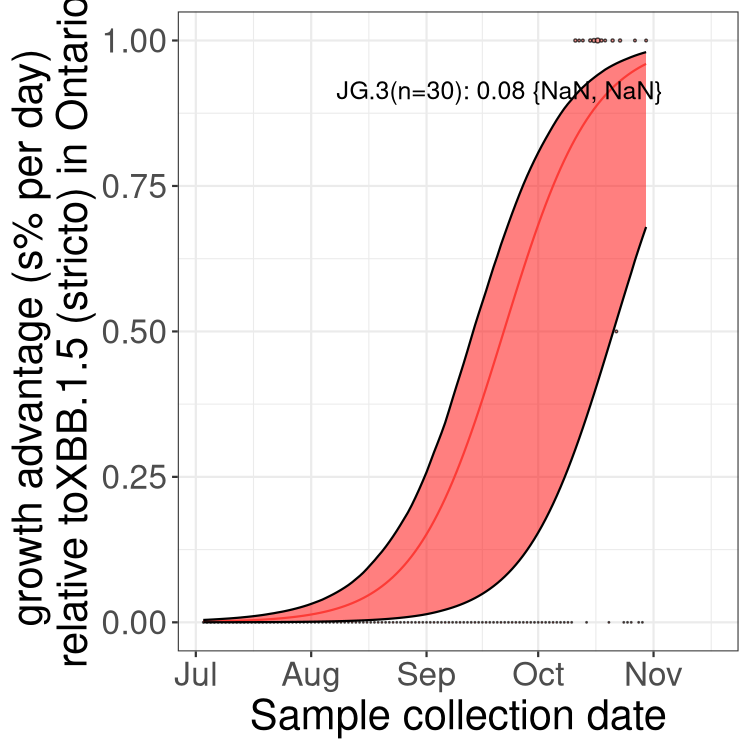 growth advantage (s% per day)
relative toXBB.1.5 (stricto) in Ontario
1.00
JG.3(n=30): 0.08 {NaN, NaN}
0.75
0.50
0.25
0.00
Jul Aug Sep Oct Nov
Sample collection date